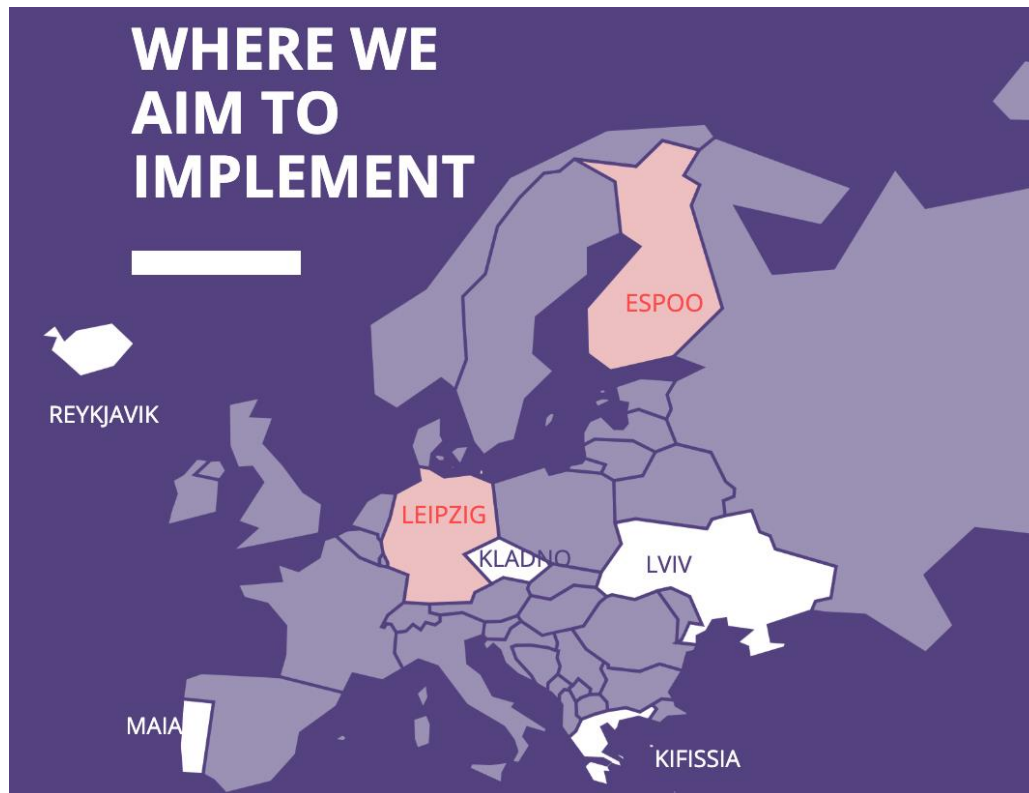 WHERE WE
AIM TO
IMPLEMENT
ESPOO
REYKJAVIK
LEIPZIG
KLADNO
LVIV
MAIA
KIFISSIA